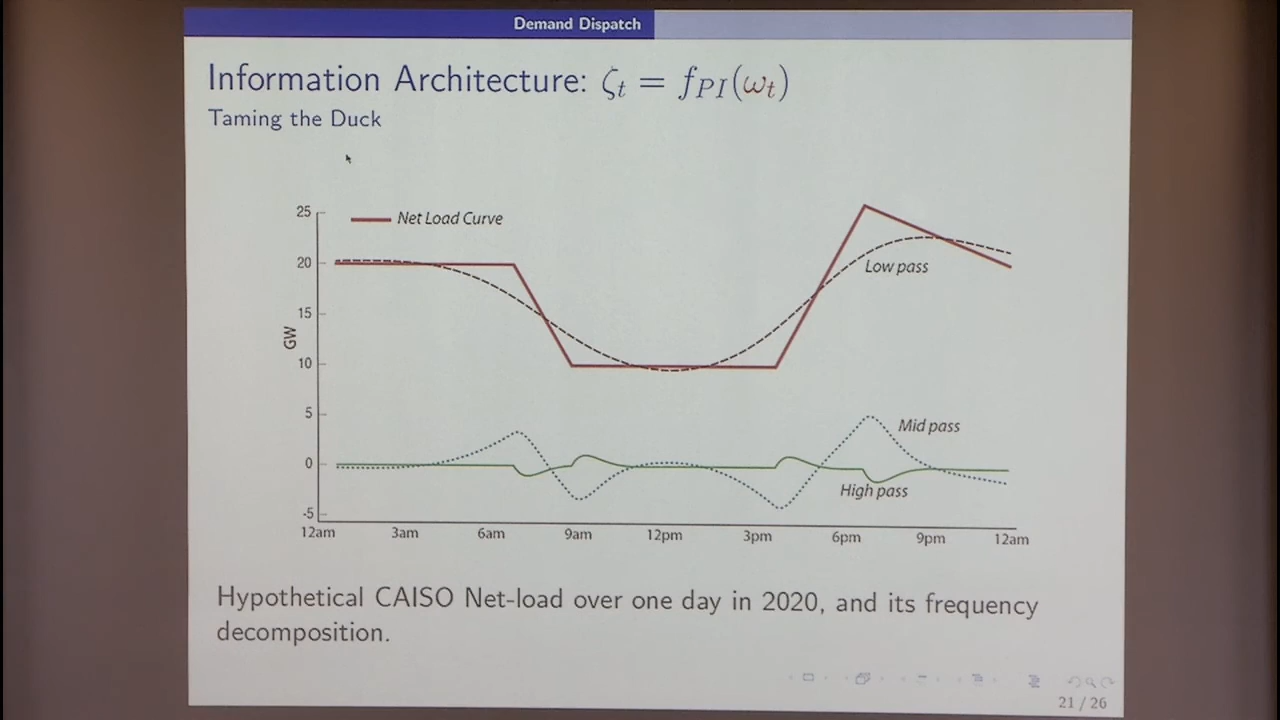 Demand Dispatch
Information Architecture: ζt = fPI(ωt)
Taming the Duck
25
Net Load Curve
20
Low pass
15
GW
10
5
Mid pass
0
High pass
-5
12am 3am 6am 9am 12pm 3pm 6pm 9pm 12am
Hypothetical CAISO Net-load over one day in 2020, and its frequency
decomposition.
21 / 26